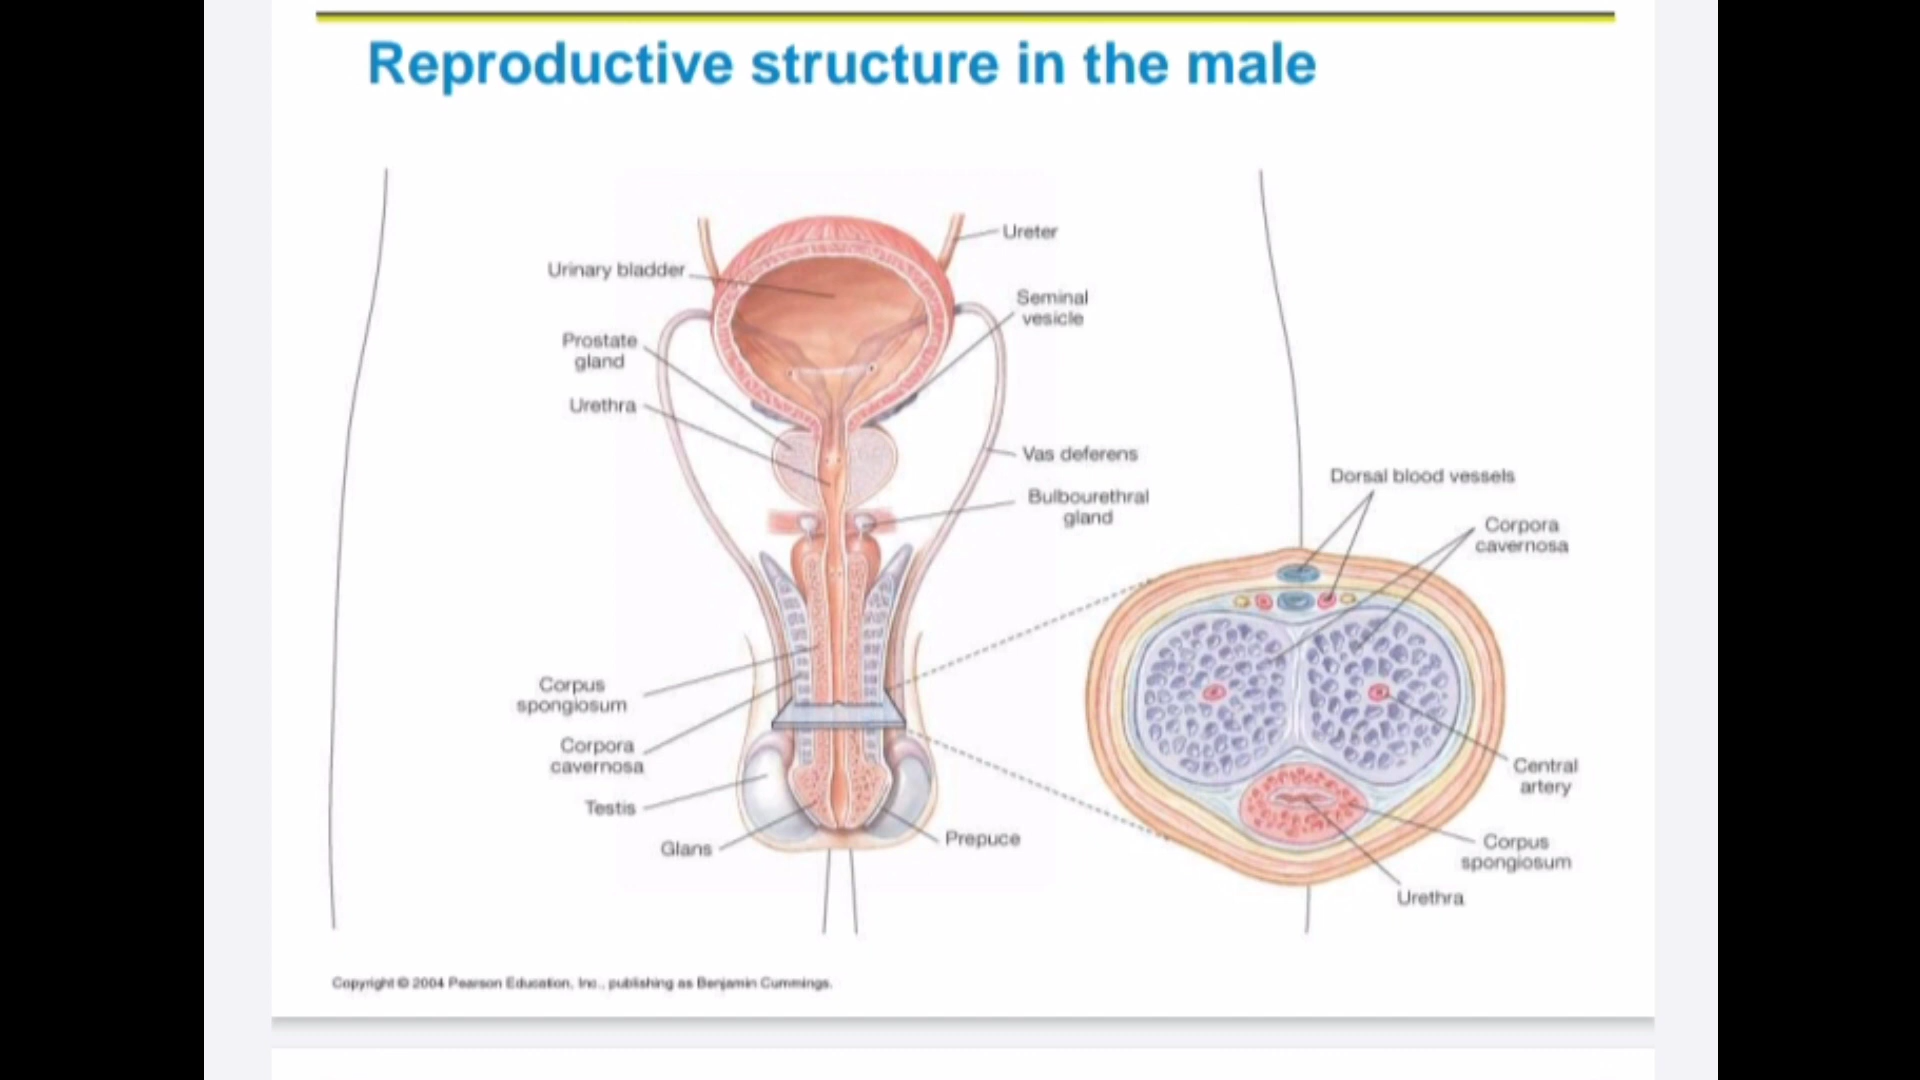 Reproductive structure in the male
Ureter
Urinary bladder
Seminal
vesicle
Prostate
gland
Urethra
Vas deferens
Bulbourethral
gland
Dorsal blood vessels
Corpora
cavernosa
Corpus
spongiosum
Corpora
cavernosa
Testis
Glans
Prepuce
Central
artery
Corpus
spongiosum
Urethra
Copyright © 2004 Pearson Education, Inc., publishing as Benjamin Cummings.